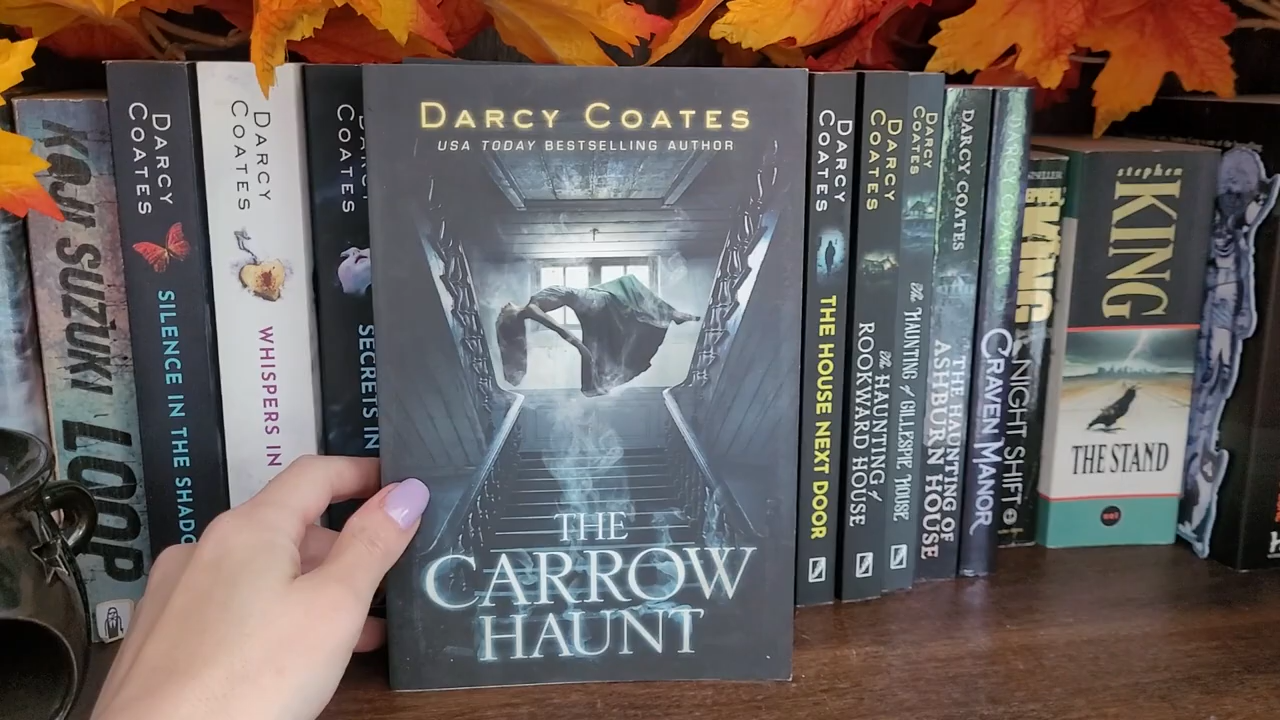 KOJI SUZUKI LOOP
DARCY
COATES
SILENCE IN THE SHADO
DARCY
COATES
WHISPERS IN
COATES
SECRETS IN
DARCY COATES
USA TODAY BESTSELLING AUTHOR
THE
CARROW
HAUNT
DARCY
COATES
THE HOUSE NEXT DOOR
DARCY
COATES
The HAUNTING of
ROOKWARD HOUSE
DARCY
COATES
The HAUNTING of GILLESPIE HOUSE
DARCY COATES
THE HAUNTING OF
ASHBURN HOUSE
DARCY COATES
CRAVEN MANOR
KING
NIGHT SHIFT
stephen
KING
THE STAND